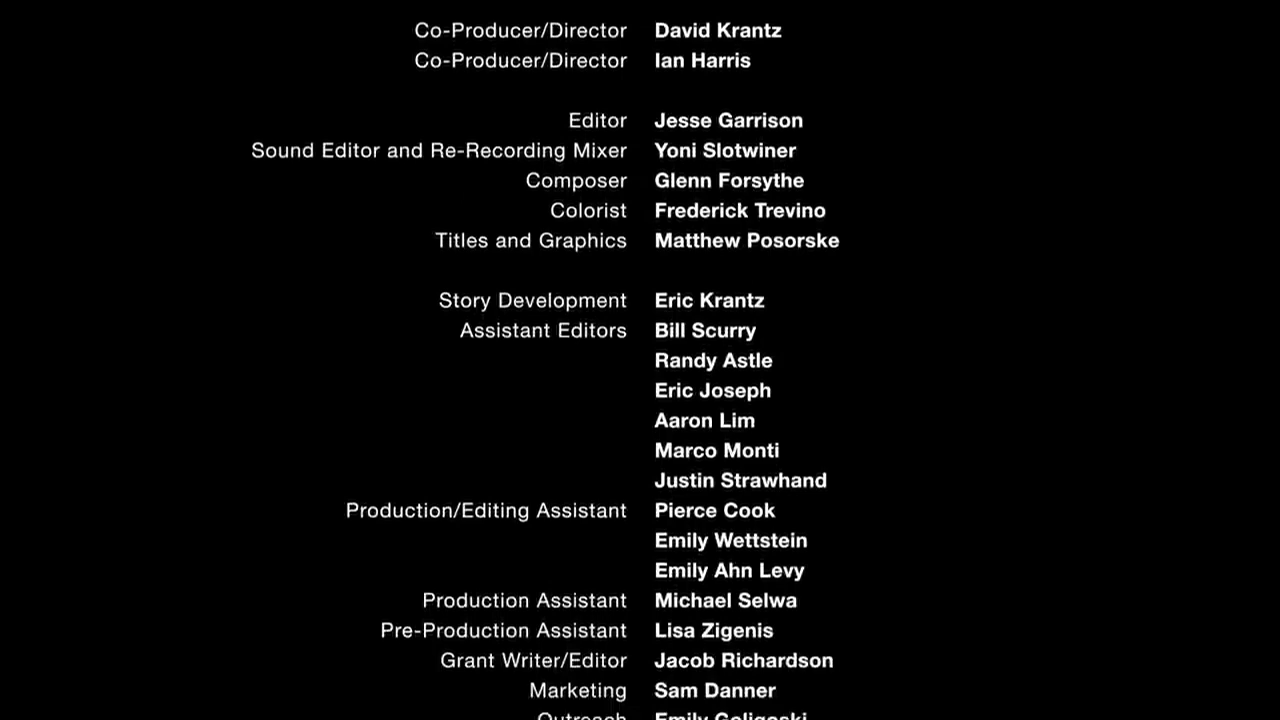 Co-Producer/Director David Krantz
Co-Producer/Director Ian Harris
Editor Jesse Garrison
Sound Editor and Re-Recording Mixer Yoni Slotwiner
Composer Glenn Forsythe
Colorist Frederick Trevino
Titles and Graphics Matthew Posorske
Story Development Eric Krantz
Assistant Editors Bill Scurry
Randy Astle
Eric Joseph
Aaron Lim
Marco Monti
Justin Strawhand
Production/Editing Assistant Pierce Cook
Emily Wettstein
Emily Ahn Levy
Production Assistant Michael Selwa
Pre-Production Assistant Lisa Zigenis
Grant Writer/Editor Jacob Richardson
Marketing Sam Danner
Outreach Emily Goligoski